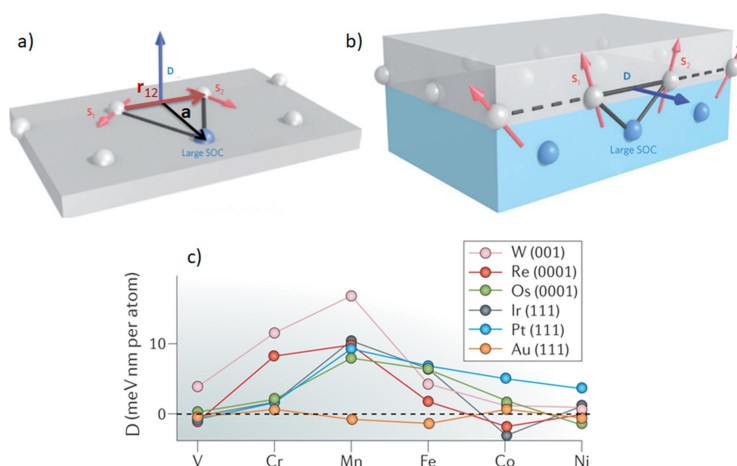 a)
D
r₁₂
S₁
S₂
a
Large SOC
b)
S₁
S₂
D
Large SOC
c)
W (001)
Re (0001)
Os (0001)
Ir (111)
Pt (111)
Au (111)
D (meV nm per atom)
10
0
V Cr Mn Fe Co Ni